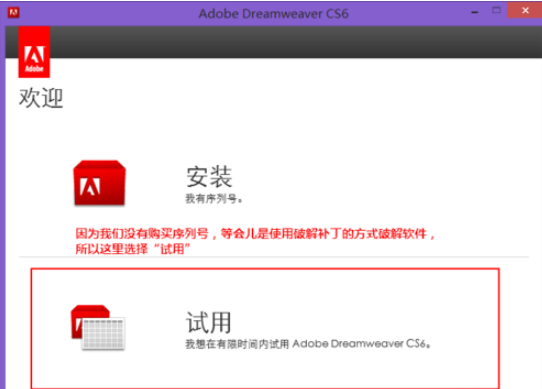 Adobe Dreamweaver CS6
Adobe
欢迎
安装
我有序列号。
因为我们没有购买序列号，等会儿是使用破解补丁的方式破解软件，
所以这里选择“试用”
试用
我想在有限时间内试用 Adobe Dreamweaver CS6。